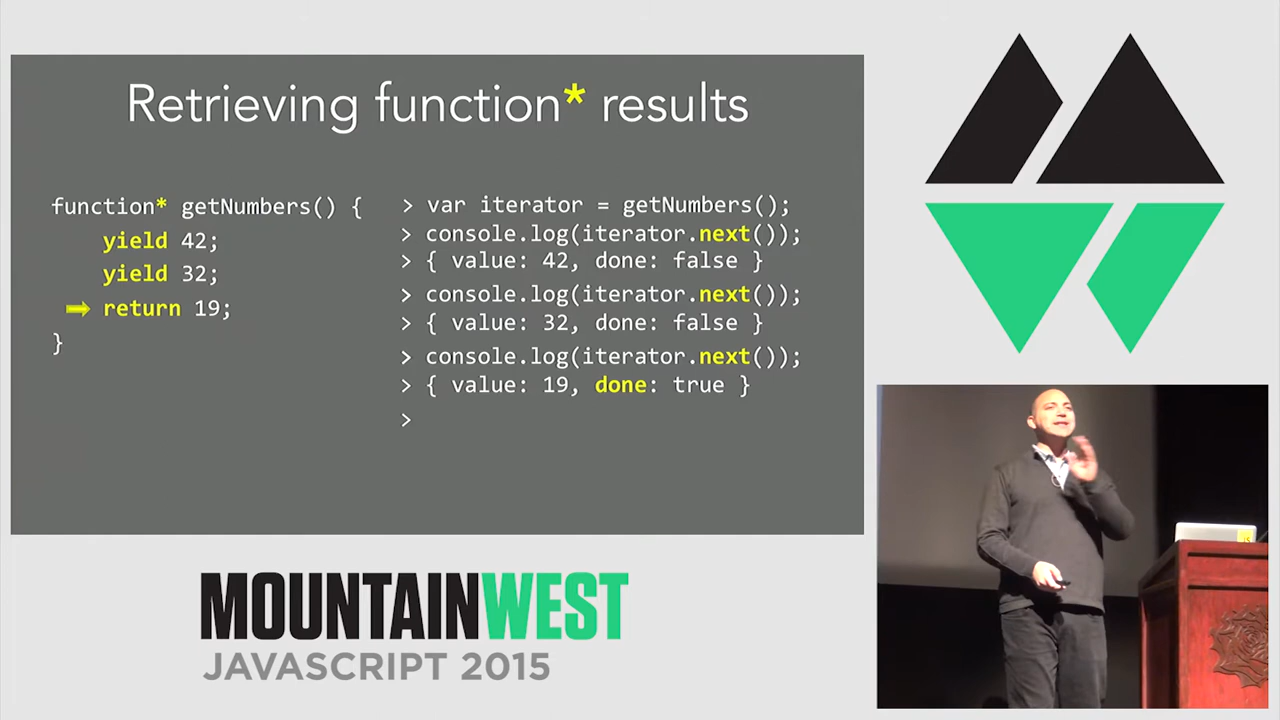 Retrieving function* results
function* getNumbers() {
yield 42;
yield 32;
return 19;
}
> var iterator = getNumbers();
> console.log(iterator.next());
> { value: 42, done: false }
> console.log(iterator.next());
> { value: 32, done: false }
> console.log(iterator.next());
> { value: 19, done: true }
>
MOUNTAINWEST
JAVASCRIPT 2015
JS